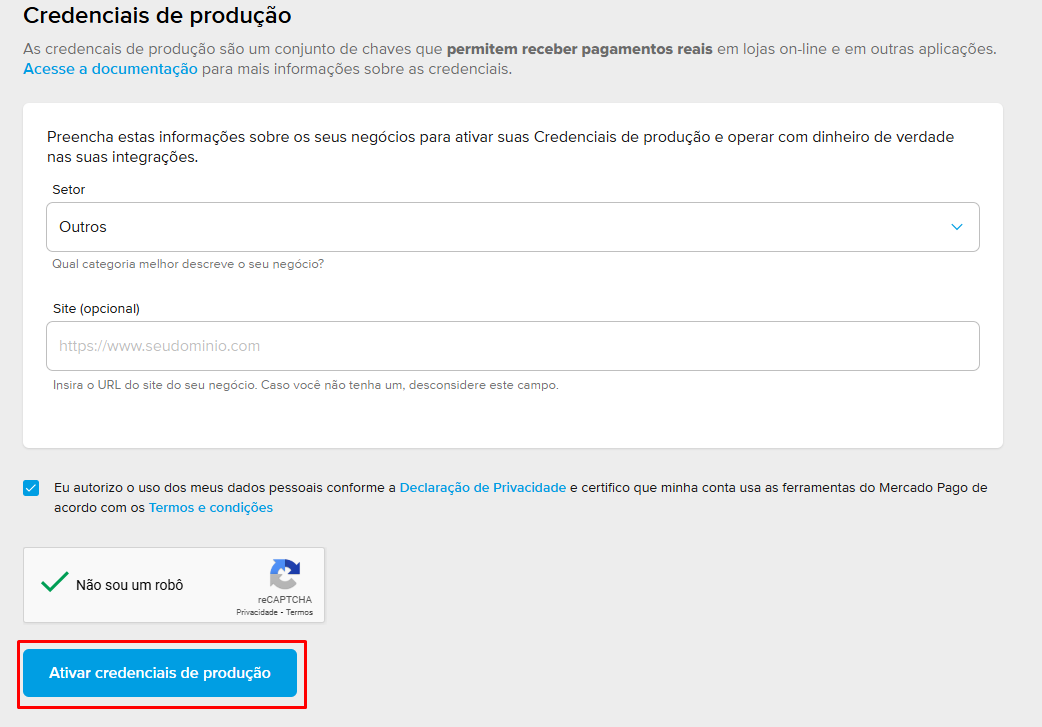 Credenciais de produção
As credencais de produção são um conjunto de chaves que permitem receber pagamentos reais em lojas on-line e em outras aplicações.
Acesse a documentação para mais informações sobre as credenciais.
Preencha estas informações sobre os seus negócios para ativar suas Credenciais de produção e operar com dinheiro de verdade
nas suas integrações.
Setor
Outros
Qual categoria melhor descreve o seu negócio?
Site (opcional)
https://www.seudominio.com
Insira o URL do site do seu negócio. Caso você não tenha um, desconsidere este campo.
Eu autorizo o uso dos meus dados pessoais conforme a Declaração de Privacidade e certifico que minha conta usa as ferramentas do Mercado Pago de
acordo com os Termos e condições
Não sou um robô
reCAPTCHA
Privacidade - Termos
Ativar credenciais de produção